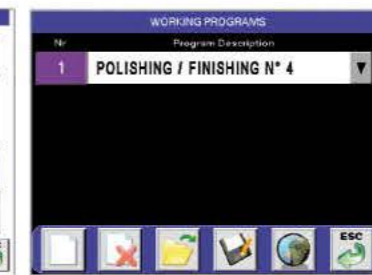 WORKING PROGRAMS
Nr Program Description
1 POLISHING / FINISHING N° 4
ESC